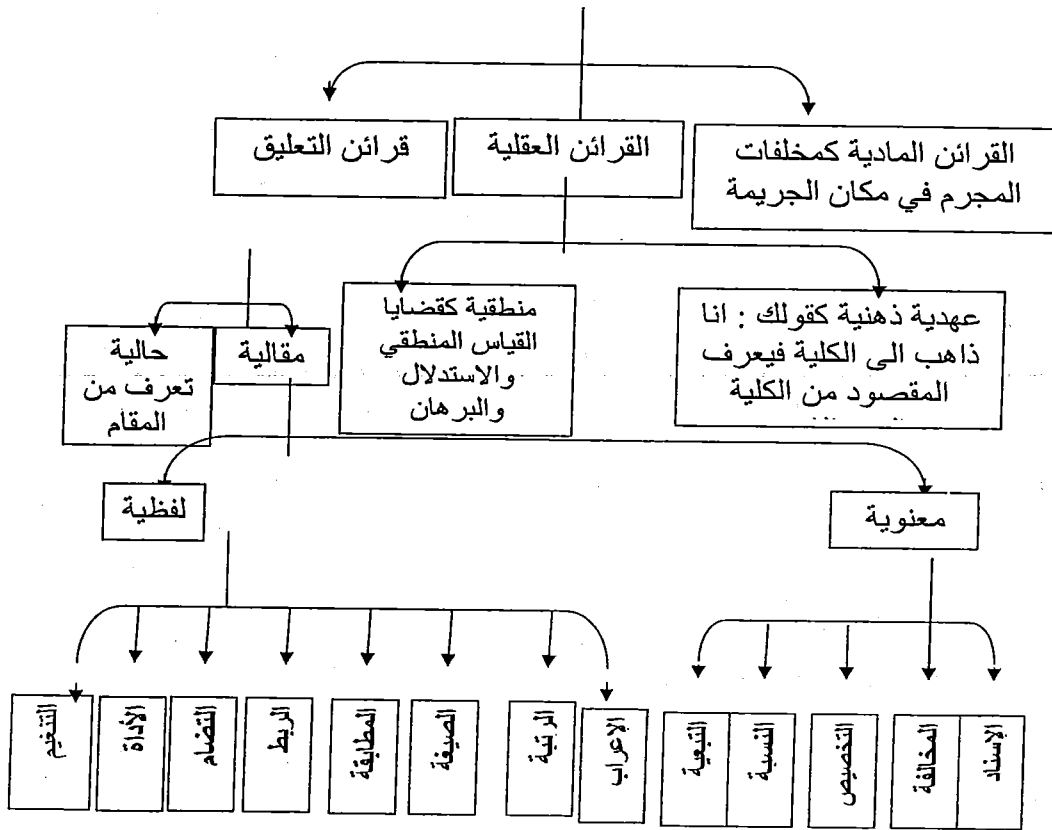 القرائن المادية كمخلفات
المجرم في مكان الجريمة
القرائن العقلية
قرائن التعليق
عهدية ذهنية كقولك : انا
ذاهب الى الكلية فيعرف
المقصود من الكلية
منطقية كقضايا
القياس المنطقي
والاستدلال
والبرهان
مقالية
حالية
تعرف من
المقام
معنوية
لفظية
الإسناد
المخالفة
التخصيص
النسبة
التبعية
الإعراب
الرتبة
الصيغة
المطابقة
الربط
التضام
الأداة
التنغيم